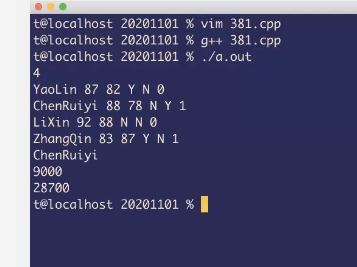 t@localhost 20201101 % vim 381.cpp
t@localhost 20201101 % g++ 381.cpp
t@localhost 20201101 % ./a.out
4
YaoLin 87 82 Y N 0
ChenRuiyi 88 78 N Y 1
LiXin 92 88 N N 0
ZhangQin 83 87 Y N 1
ChenRuiyi
9000
28700
t@localhost 20201101 %